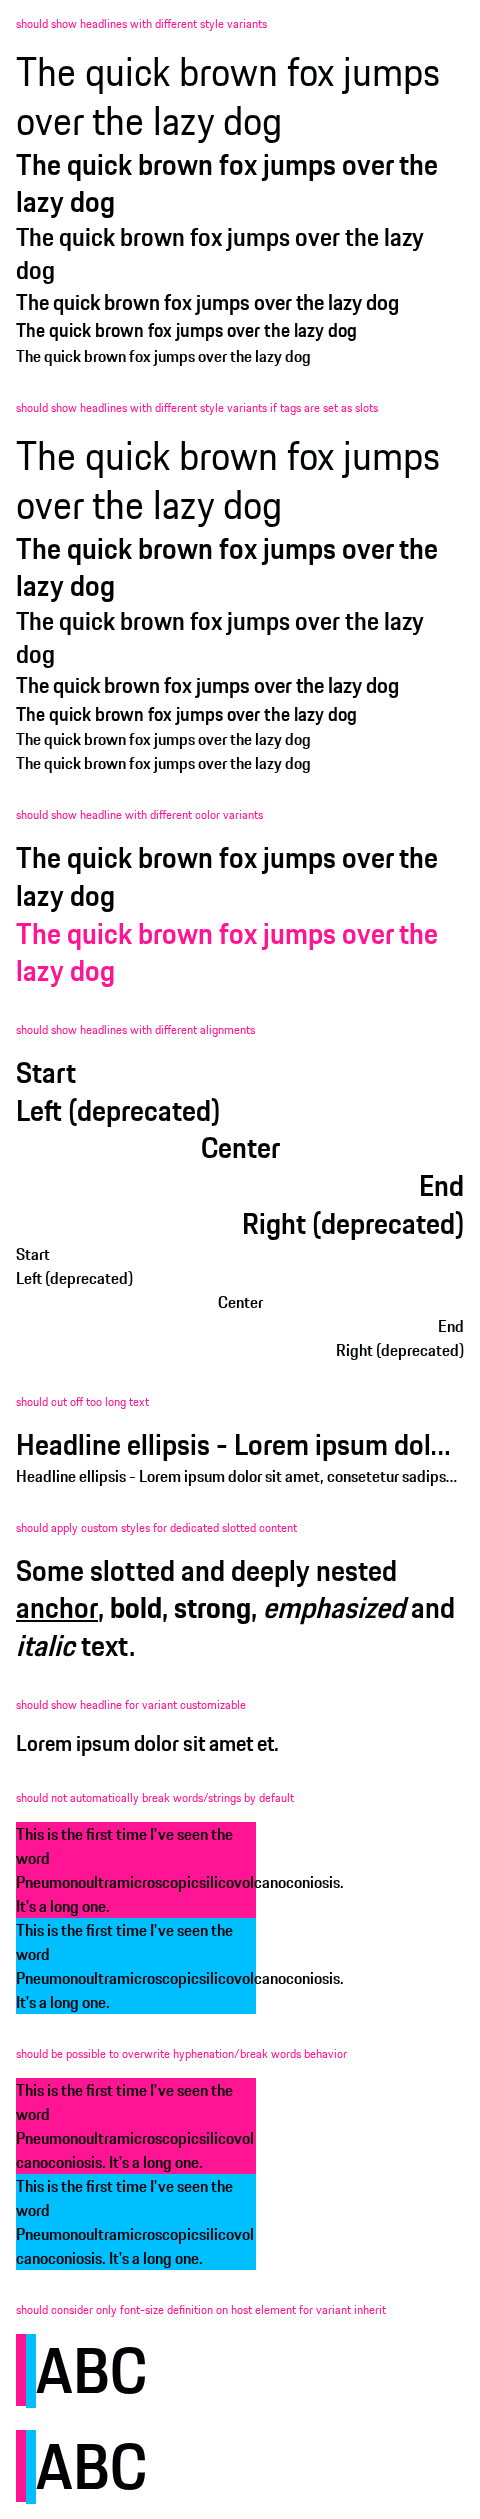 should show headlines with different style variants
The quick brown fox jumps
over the lazy dog
The quick brown fox jumps over the
lazy dog
The quick brown fox jumps over the lazy
dog
The quick brown fox jumps over the lazy dog
The quick brown fox jumps over the lazy dog
The quick brown fox jumps over the lazy dog
should show headlines with different style variants if tags are set as slots
The quick brown fox jumps
over the lazy dog
The quick brown fox jumps over the
lazy dog
The quick brown fox jumps over the lazy
dog
The quick brown fox jumps over the lazy dog
The quick brown fox jumps over the lazy dog
The quick brown fox jumps over the lazy dog
The quick brown fox jumps over the lazy dog
should show headline with different color variants
The quick brown fox jumps over the
lazy dog
The quick brown fox jumps over the
lazy dog
should show headlines with different alignments
Start
Left (deprecated)
Center
End
Right (deprecated)
Start
Left (deprecated)
Center
End
Right (deprecated)
should cut off too long text
Headline ellipsis - Lorem ipsum dol...
Headline ellipsis - Lorem ipsum dolor sit amet, consetetur sadips...
should apply custom styles for dedicated slotted content
Some slotted and deeply nested
anchor, bold, strong, emphasized and
italic text.
should show headline for variant customizable
Lorem ipsum dolor sit amet et.
should not automatically break words/strings by default
This is the first time I've seen the
word
Pneumonoultramicroscopicsilicovolcanoconiosis.
It's a long one.
This is the first time I've seen the
word
Pneumonoultramicroscopicsilicovolcanoconiosis.
It's a long one.
should be possible to overwrite hyphenation/break words behavior
This is the first time I've seen the
word
Pneumonoultramicroscopicsilicovol
canoconiosis. It's a long one.
This is the first time I've seen the
word
Pneumonoultramicroscopicsilicovol
canoconiosis. It's a long one.
should consider only font-size definition on host element for variant inherit
ABC
ABC